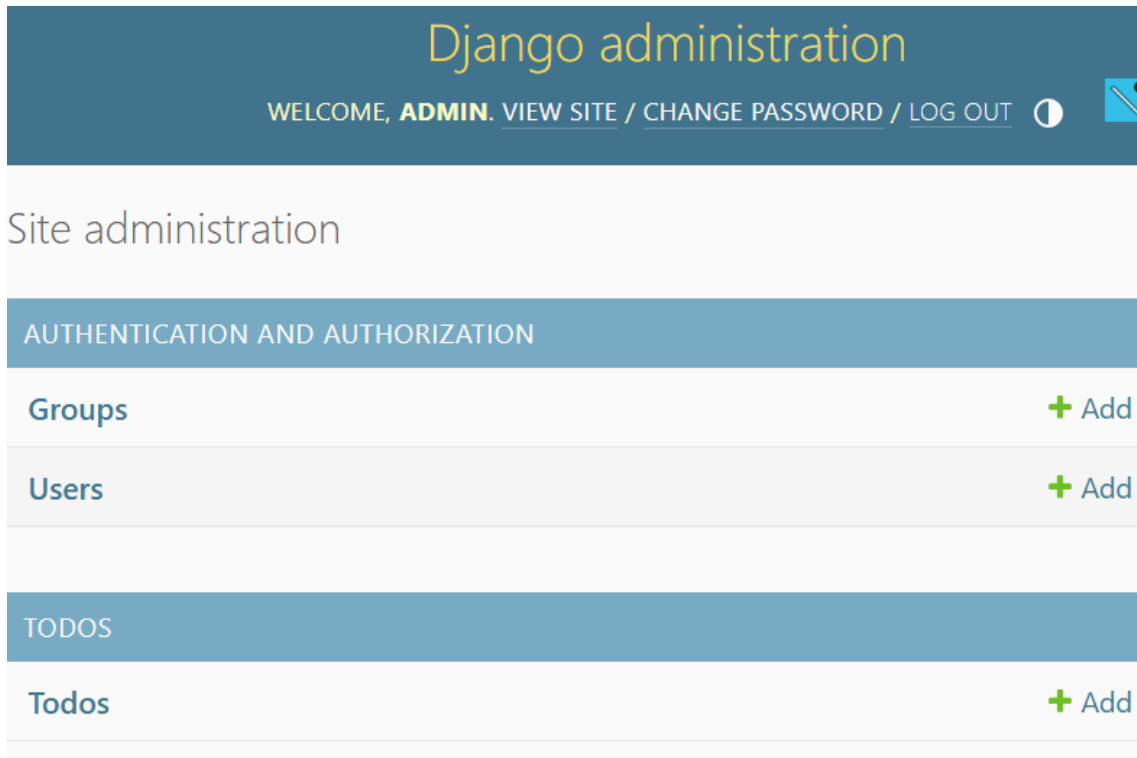 Django administration
WELCOME, ADMIN. VIEW SITE / CHANGE PASSWORD / LOG OUT
Site administration
AUTHENTICATION AND AUTHORIZATION
Groups
Add
Users
Add
TODOS
Todos
Add